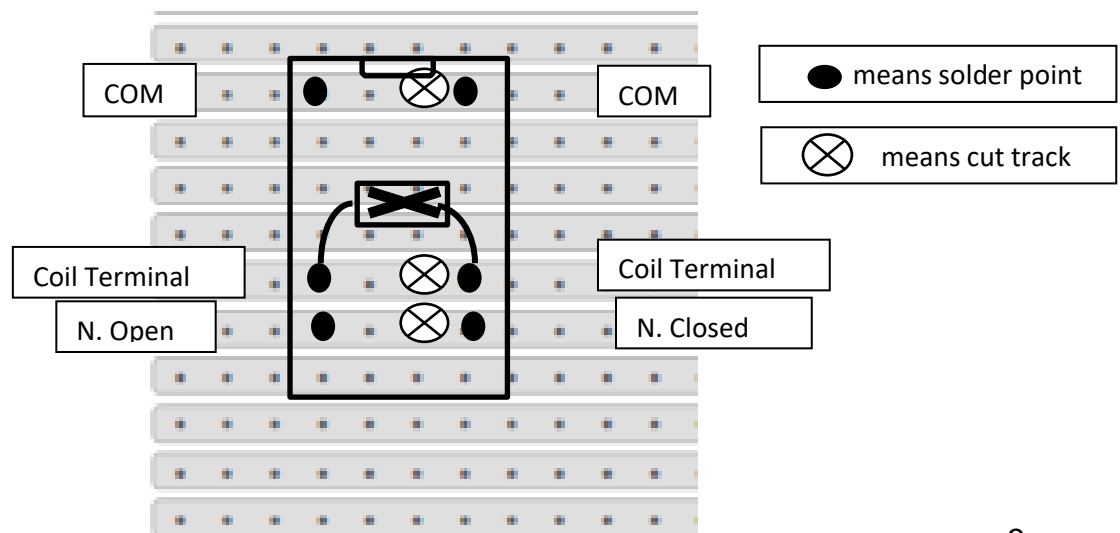 COM
COM
means solder point
means cut track
Coil Terminal
Coil Terminal
N. Open
N. Closed